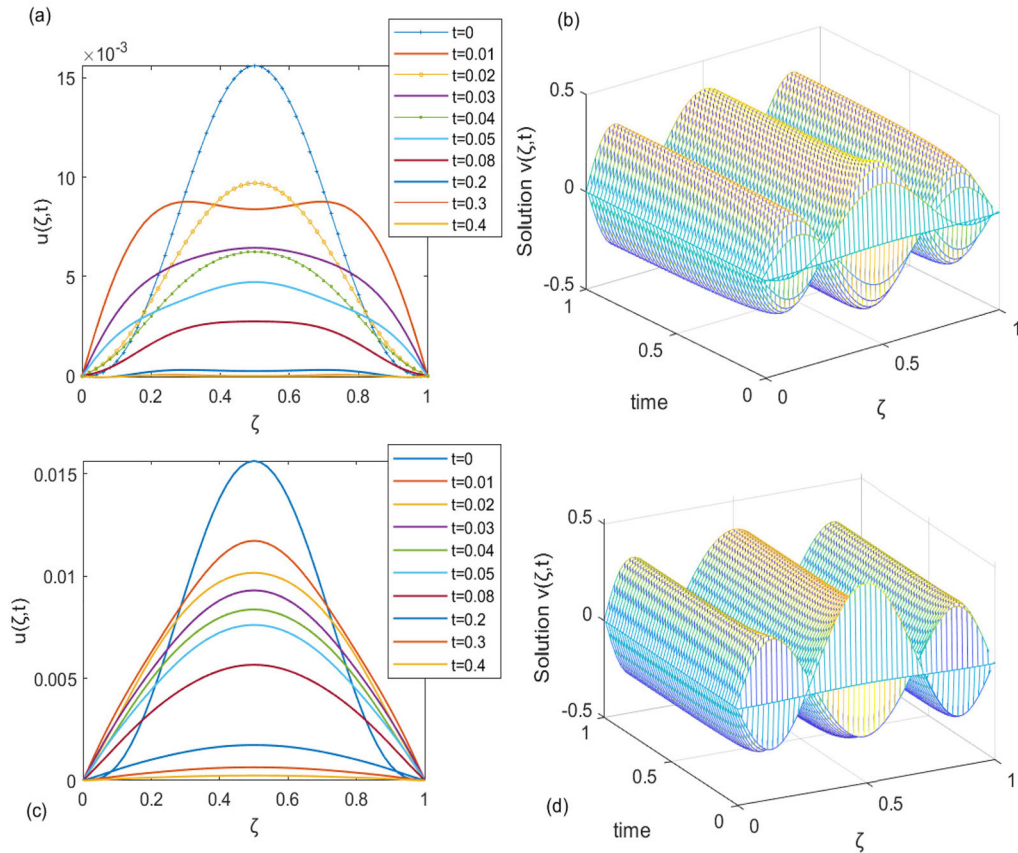 (a)
×10⁻³
15
10
5
0
u(ζ,t)
0 0.2 0.4 0.6 0.8 1
ζ
t=0
t=0.01
t=0.02
t=0.03
t=0.04
t=0.05
t=0.08
t=0.2
t=0.3
t=0.4
(b)
Solution v(ζ,t)
0.5
0
-0.5
1
0.5
0
time
0
0.5
1
ζ
0.015
0.01
0.005
0
u(ζ,t)
0 0.2 0.4 0.6 0.8 1
(c)
ζ
t=0
t=0.01
t=0.02
t=0.03
t=0.04
t=0.05
t=0.08
t=0.2
t=0.3
t=0.4
Solution v(ζ,t)
0.5
0
-0.5
1
0.5
0
time
0
0.5
1
ζ
(d)